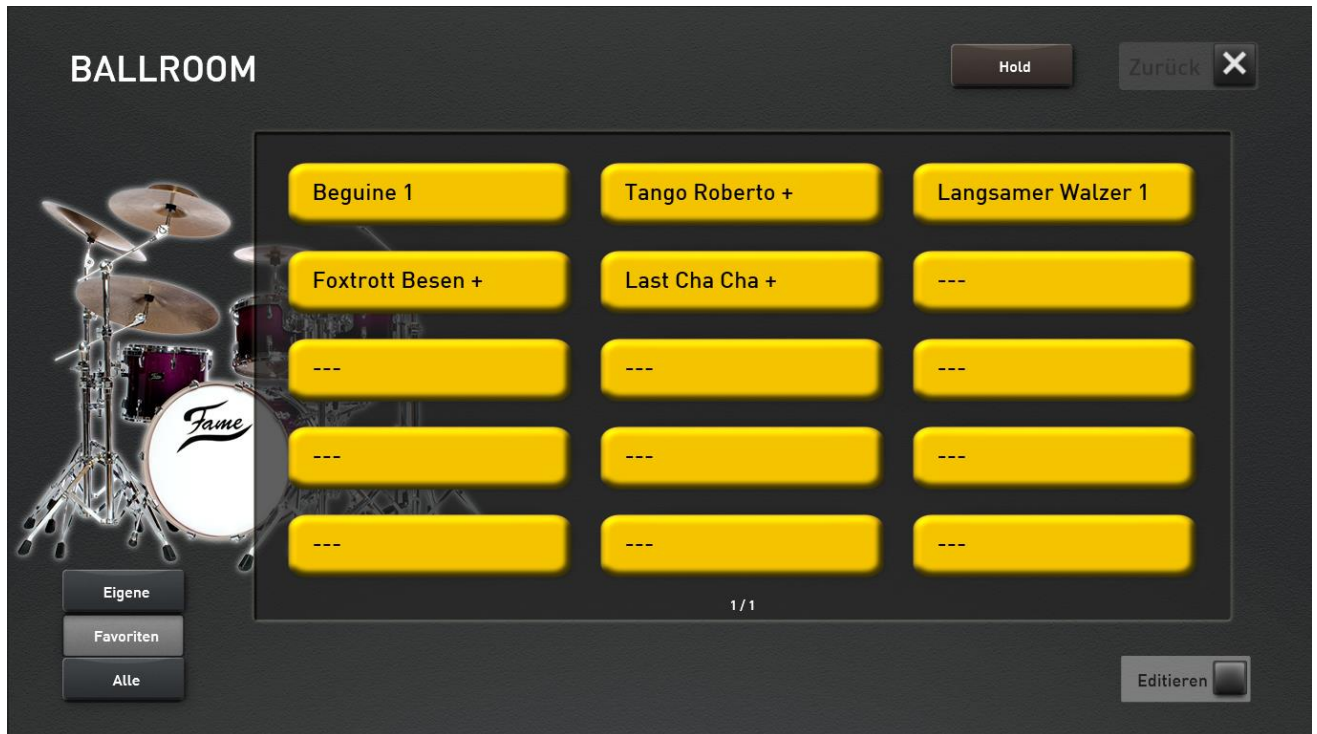 BALLROOM
Hold
Zurück
Beguine 1
Tango Roberto +
Langsamer Walzer 1
Foxtrott Besen +
Last Cha Cha +
---
---
---
---
---
---
---
---
---
---
Fame
Eigene
Favoriten
Alle
1 / 1
Editieren